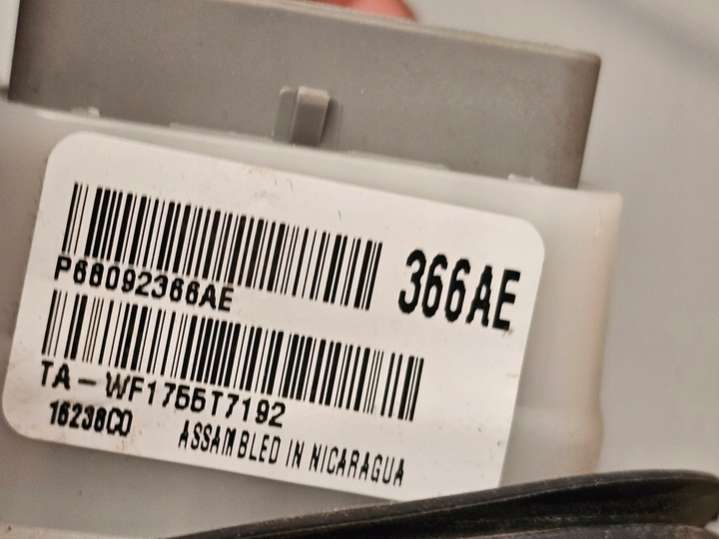 P68092366AE
366AE
TA-WF1755T7192
16238C0
ASSAMBLED IN NICARAGUA